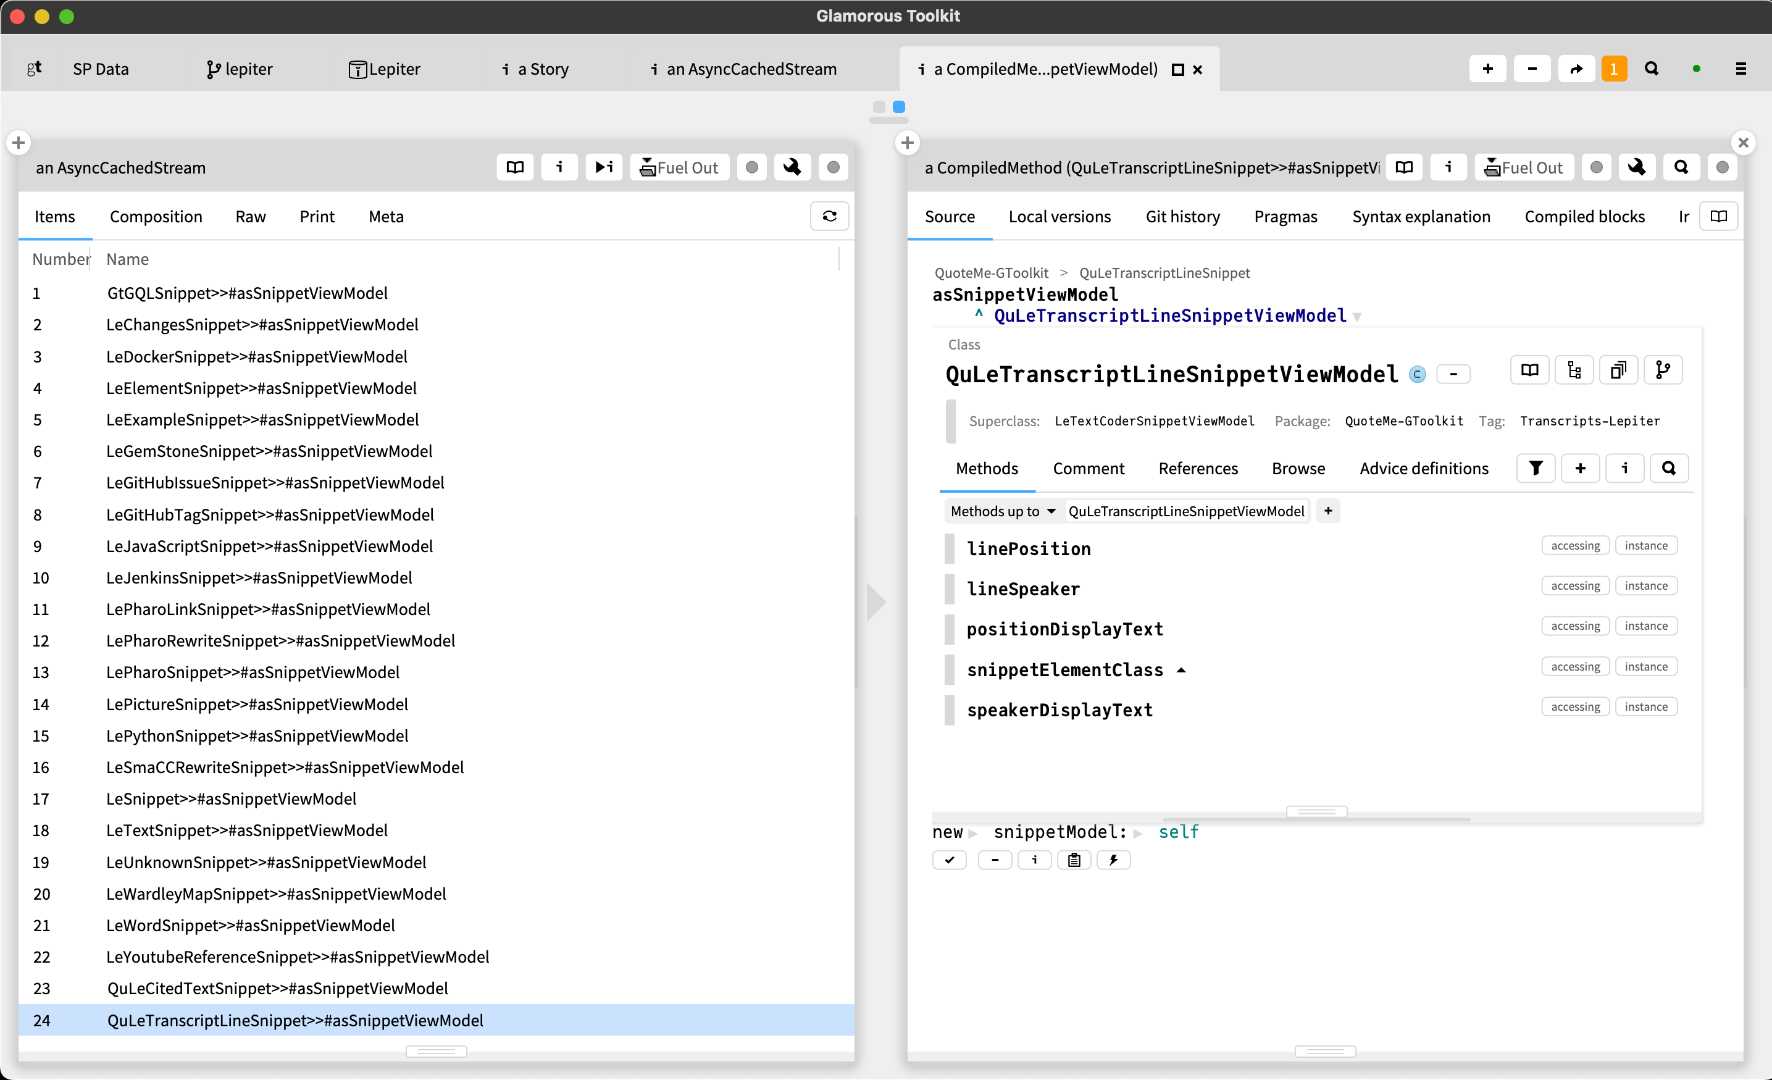 Glamorous Toolkit
gt SP Data lepiter Lepiter i a Story i an AsyncCachedStream i a CompiledMe...petViewModel) 1
an AsyncCachedStream
Fuel Out
Items Composition Raw Print Meta
Number Name
1 GtGQLSnippet>>#asSnippetViewModel
2 LeChangesSnippet>>#asSnippetViewModel
3 LeDockerSnippet>>#asSnippetViewModel
4 LeElementSnippet>>#asSnippetViewModel
5 LeExampleSnippet>>#asSnippetViewModel
6 LeGemStoneSnippet>>#asSnippetViewModel
7 LeGitHubIssueSnippet>>#asSnippetViewModel
8 LeGitHubTagSnippet>>#asSnippetViewModel
9 LeJavaScriptSnippet>>#asSnippetViewModel
10 LeJenkinsSnippet>>#asSnippetViewModel
11 LePharoLinkSnippet>>#asSnippetViewModel
12 LePharoRewriteSnippet>>#asSnippetViewModel
13 LePharoSnippet>>#asSnippetViewModel
14 LePictureSnippet>>#asSnippetViewModel
15 LePythonSnippet>>#asSnippetViewModel
16 LeSmaCCRewriteSnippet>>#asSnippetViewModel
17 LeSnippet>>#asSnippetViewModel
18 LeTextSnippet>>#asSnippetViewModel
19 LeUnknownSnippet>>#asSnippetViewModel
20 LeWardleyMapSnippet>>#asSnippetViewModel
21 LeWordSnippet>>#asSnippetViewModel
22 LeYoutubeReferenceSnippet>>#asSnippetViewModel
23 QuLeCitedTextSnippet>>#asSnippetViewModel
24 QuLeTranscriptLineSnippet>>#asSnippetViewModel
a CompiledMethod (QuLeTranscriptLineSnippet>>#asSnippetVi
Fuel Out
Source Local versions Git history Pragmas Syntax explanation Compiled blocks Ir
QuoteMe-GToolkit > QuLeTranscriptLineSnippet
asSnippetViewModel
^ QuLeTranscriptLineSnippetViewModel
Class
QuLeTranscriptLineSnippetViewModel C -
Superclass: LeTextCoderSnippetViewModel Package: QuoteMe-GToolkit Tag: Transcripts-Lepiter
Methods Comment References Browse Advice definitions
Methods up to QuLeTranscriptLineSnippetViewModel +
linePosition accessing instance
lineSpeaker accessing instance
positionDisplayText accessing instance
snippetElementClass accessing instance
speakerDisplayText accessing instance
new snippetModel: self